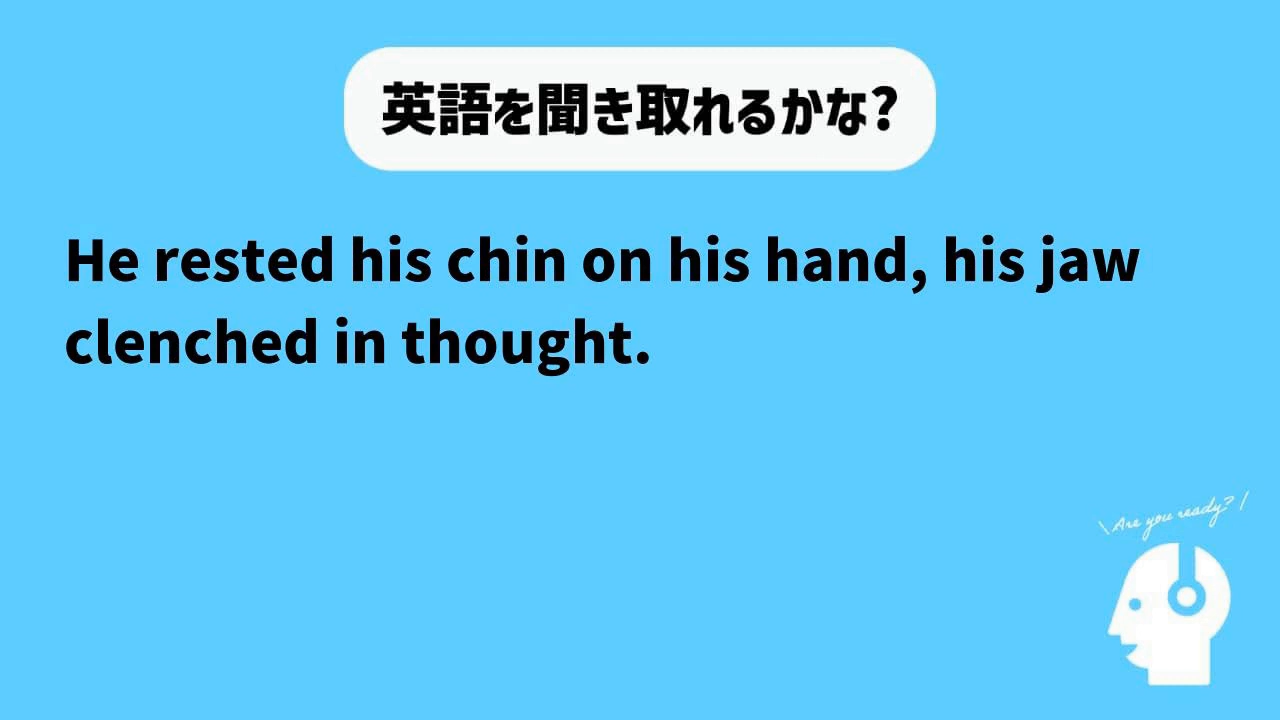 英語を聞き取れるかな?
He rested his chin on his hand, his jaw
clenched in thought.
\ Are you ready? /